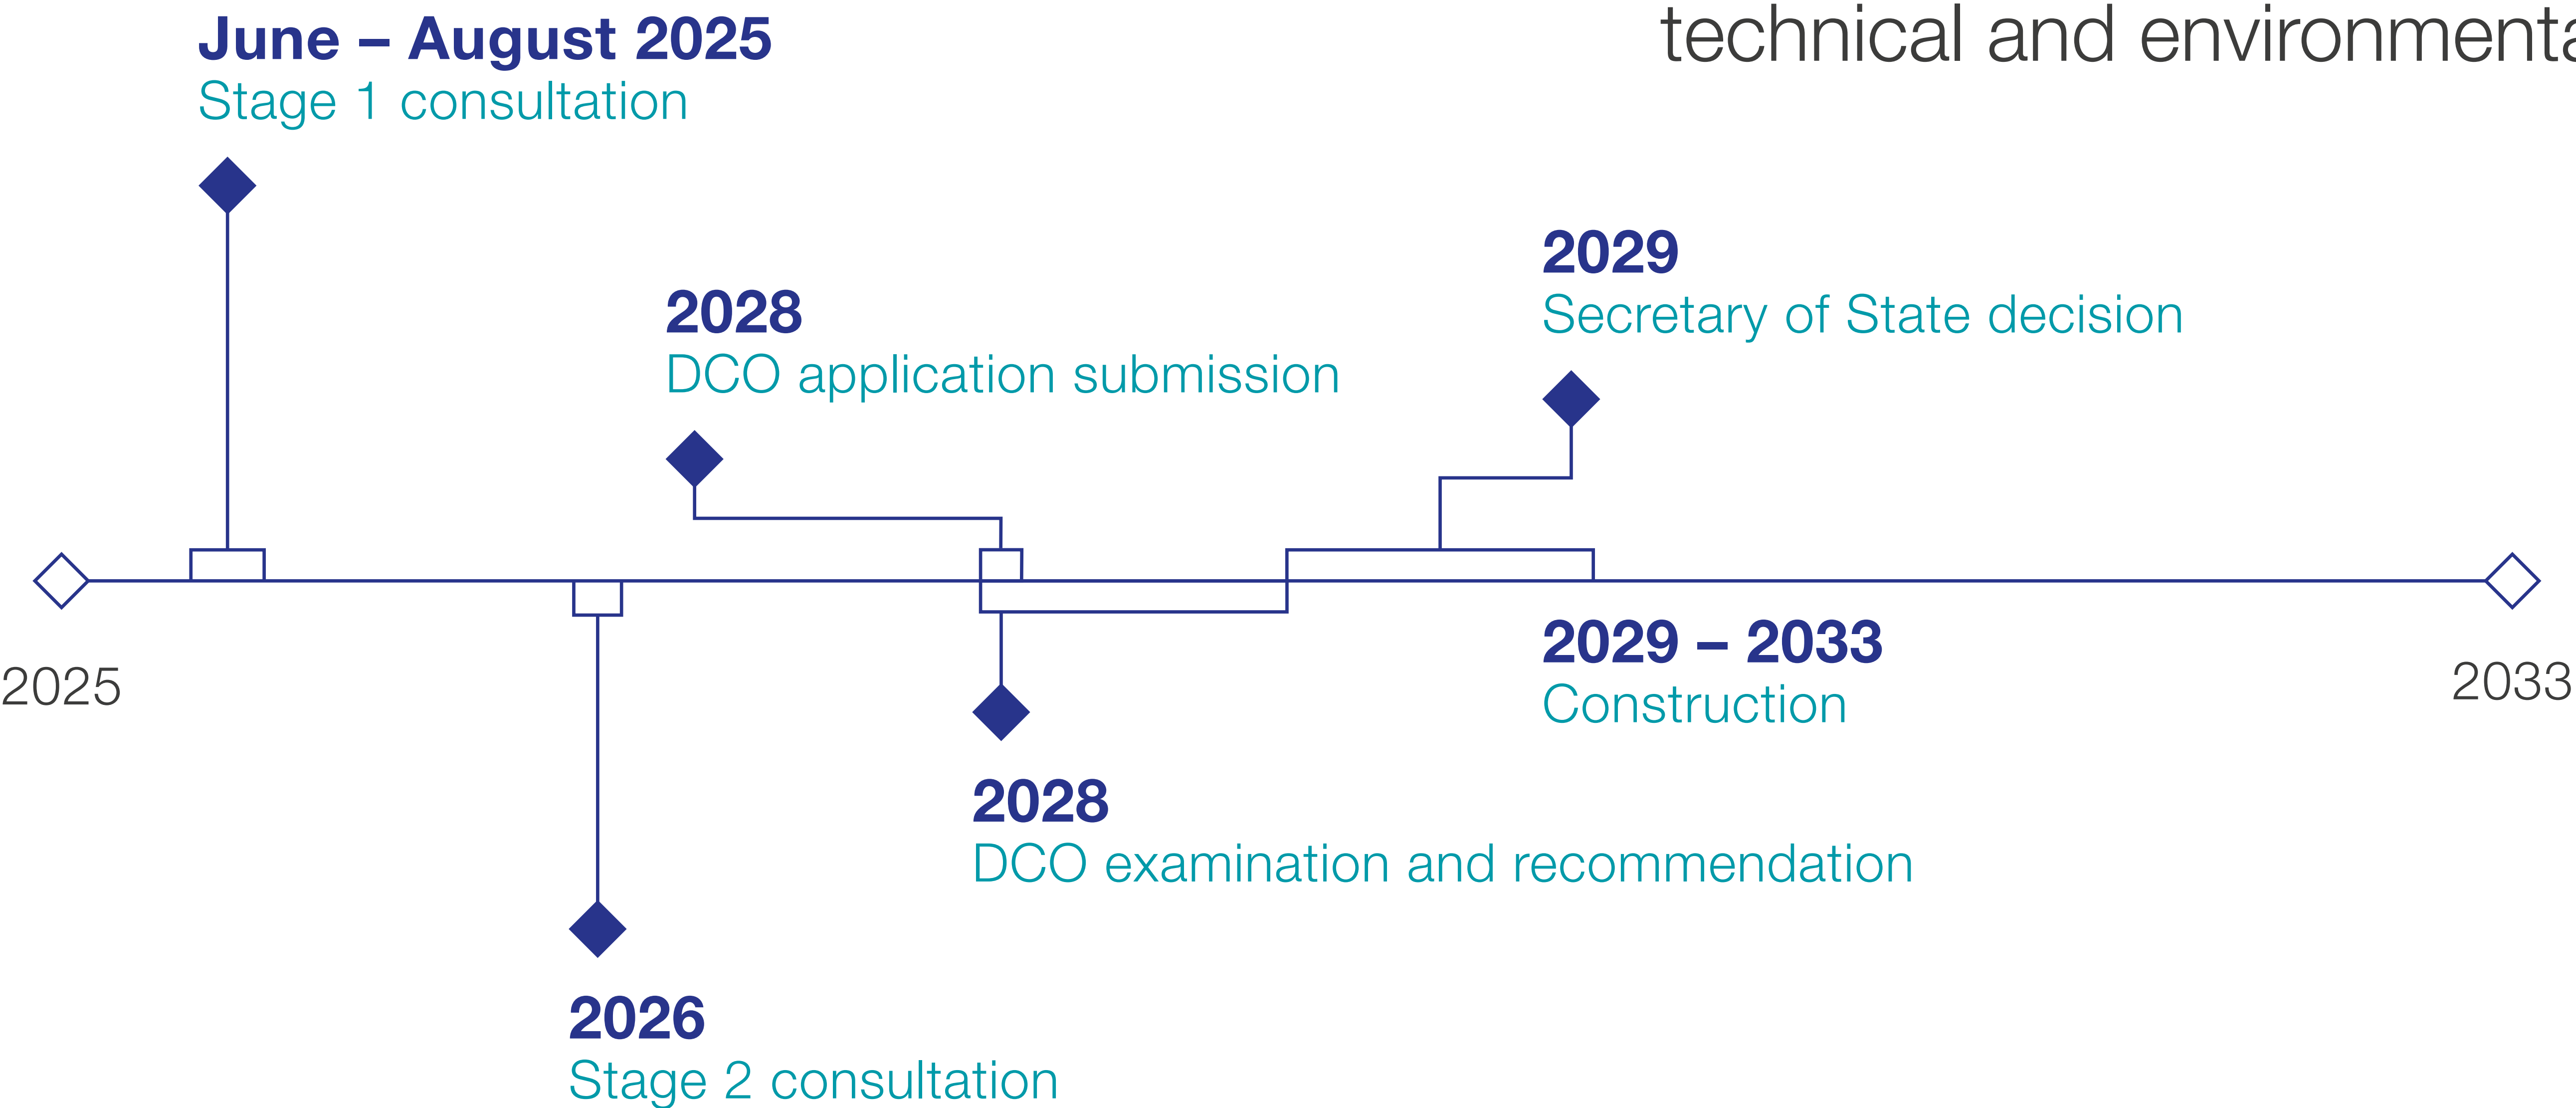 June – August 2025
Stage 1 consultation
technical and
2028
DCO application submission
2029
Secretary of State decision
2025
2033
2029 – 2033
Construction
2028
DCO examination and recommendation
2026
Stage 2 consultation